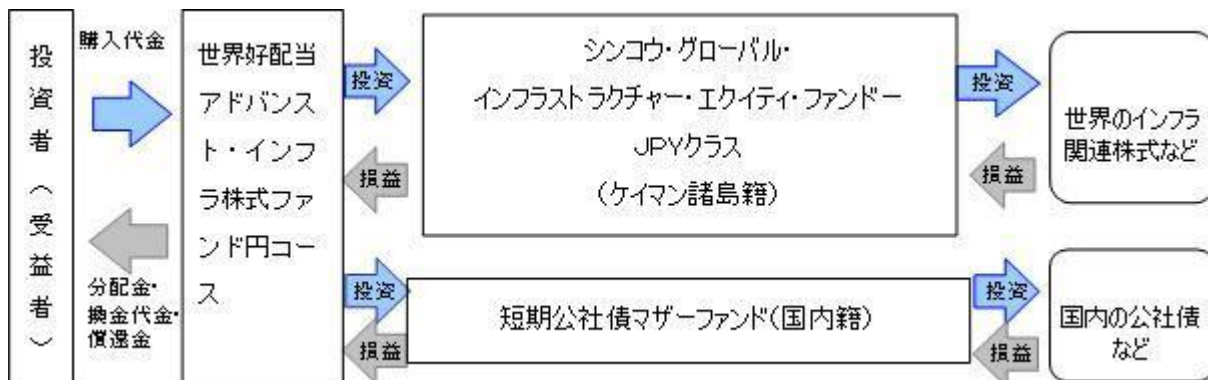 投資者（受益者）
購入代金
分配金・
換金代金・
償還金
世界好配当
アドバンス
ト・インフ
ラ株式ファ
ンド円コー
ス
投資
損益
シンコウ・グローバル・
インフラストラクチャー・エクイティ・ファンドー
JPYクラス
（ケイマン諸島籍）
投資
損益
世界のインフラ
関連株式など
投資
損益
短期公社債マザーファンド（国内籍）
投資
損益
国内の公社債
など